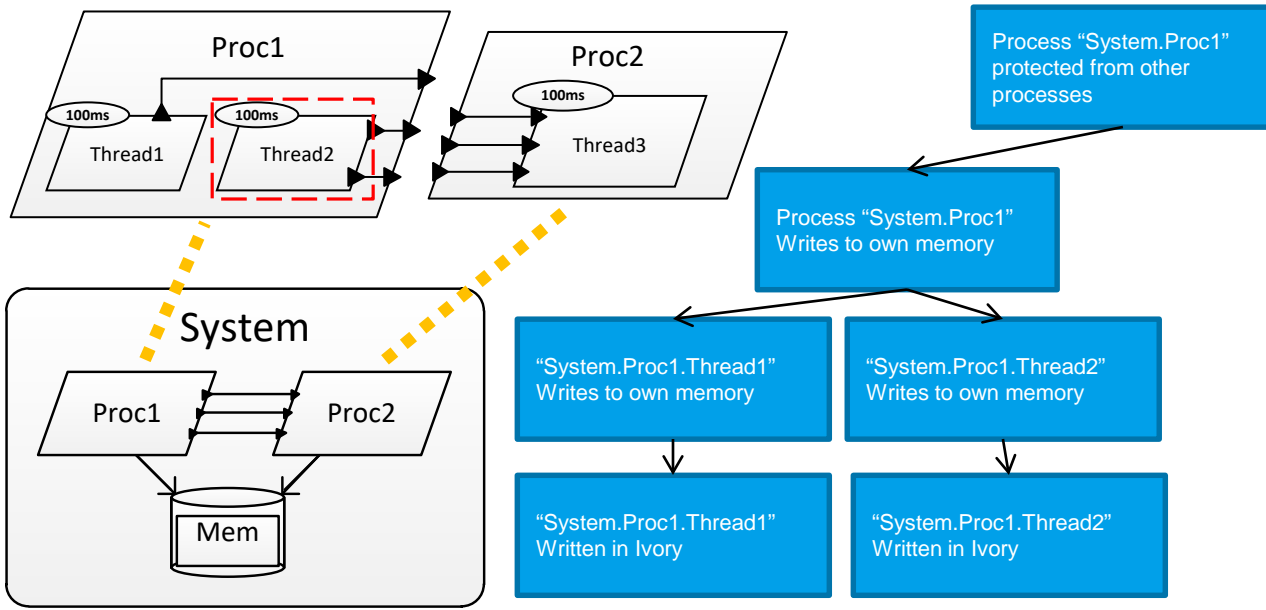 Proc1
100ms
Thread1
100ms
Thread2
Proc2
100ms
Thread3
System
Proc1
Proc2
Mem
Process “System.Proc1”
protected from other
processes
Process “System.Proc1”
Writes to own memory
“System.Proc1.Thread1”
Writes to own memory
“System.Proc1.Thread2”
Writes to own memory
“System.Proc1.Thread1”
Written in Ivory
“System.Proc1.Thread2”
Written in Ivory